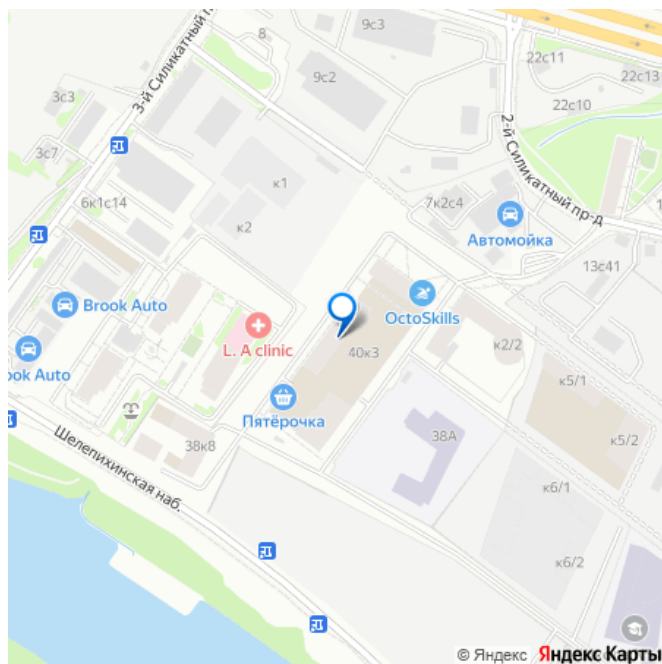 3-й Силикатный п
8
9с3
9с2
22с11
22с13
22с10
3с3
3с7
2-й Силикатный пр-д
к1
к2
6к1с14
7к2с4
Автомойка
13с41
Brook Auto
L. A clinic
OctoSkills
40к3
к2/2
ook Auto
Пятёрочка
38А
к5/1
к5/2
38к8
Шелепихинская наб.
к6/1
к6/2
© Яндекс Яндекс Карты